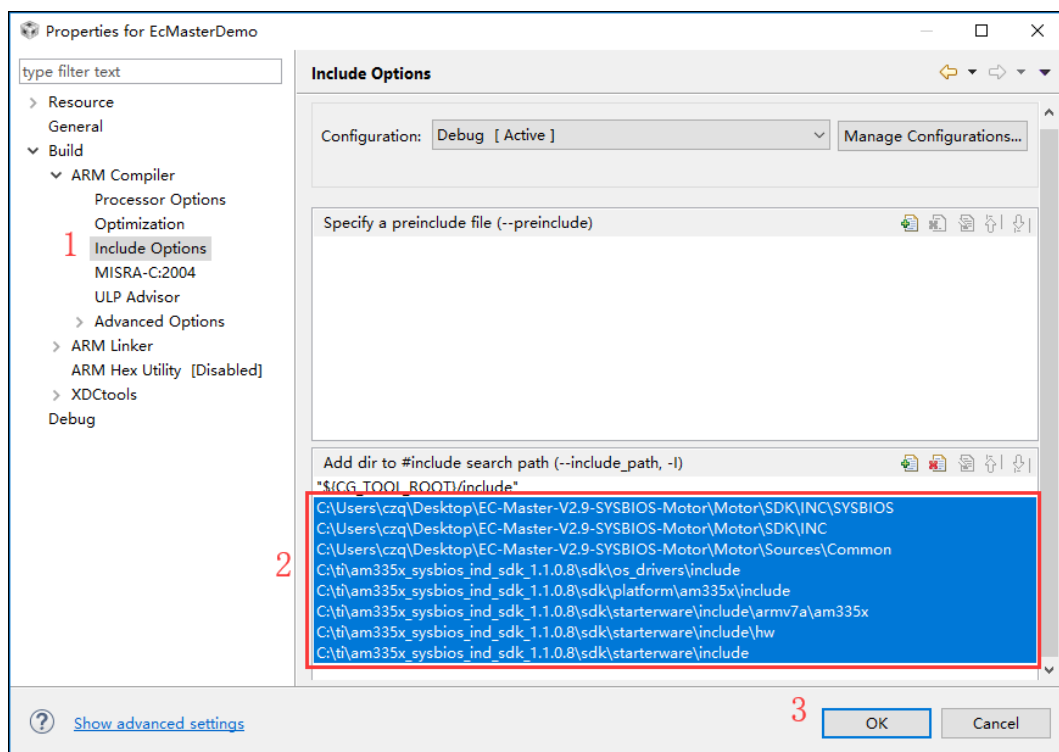 Properties for EcMasterDemo
type filter text
Resource
General
Build
ARM Compiler
Processor Options
Optimization
1
Include Options
MISRA-C:2004
ULP Advisor
Advanced Options
ARM Linker
ARM Hex Utility [Disabled]
XDCtools
Debug
Include Options
Configuration: Debug [ Active ] Manage Configurations...
Specify a preinclude file (--preinclude)
Add dir to #include search path (--include_path, -I)
"${CG_TOOL_ROOT}/include"
2
C:\Users\czq\Desktop\EC-Master-V2.9-SYSBIOS-Motor\Motor\SDK\INC\SYSBIOS
C:\Users\czq\Desktop\EC-Master-V2.9-SYSBIOS-Motor\Motor\SDK\INC
C:\Users\czq\Desktop\EC-Master-V2.9-SYSBIOS-Motor\Motor\Sources\Common
C:\ti\am335x_sysbios_ind_sdk_1.1.0.8\sdk\os_drivers\include
C:\ti\am335x_sysbios_ind_sdk_1.1.0.8\sdk\platform\am335x\include
C:\ti\am335x_sysbios_ind_sdk_1.1.0.8\sdk\starterware\include\armv7a\am335x
C:\ti\am335x_sysbios_ind_sdk_1.1.0.8\sdk\starterware\include\hw
C:\ti\am335x_sysbios_ind_sdk_1.1.0.8\sdk\starterware\include
? Show advanced settings
3
OK Cancel